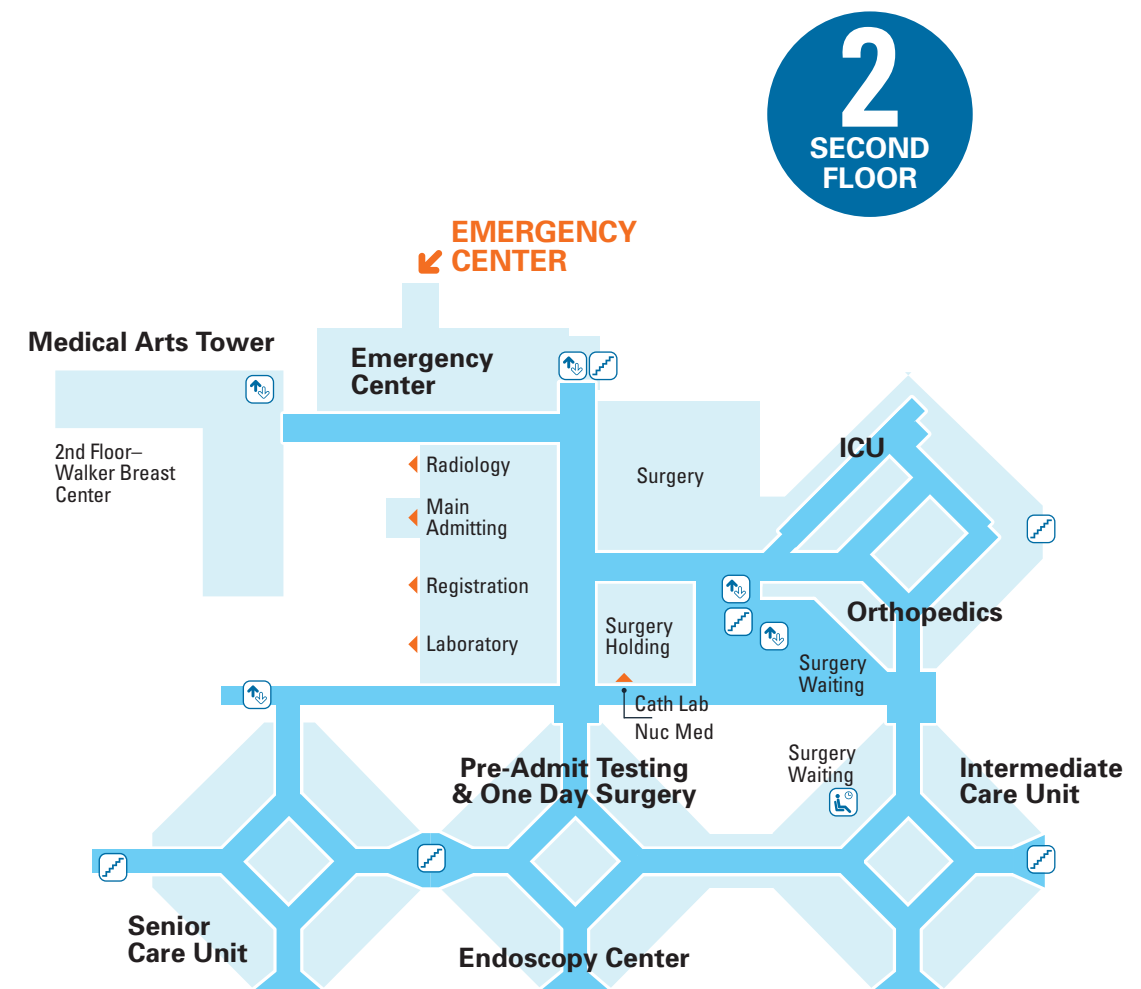 2
SECOND
FLOOR
EMERGENCY
CENTER
Medical Arts Tower
Emergency
Center
2nd Floor–
Walker Breast
Center
ICU
Radiology
Surgery
Main
Admitting
Registration
Orthopedics
Surgery
Holding
Laboratory
Surgery
Waiting
Cath Lab
Nuc Med
Surgery
Waiting
Pre-Admit Testing
& One Day Surgery
Intermediate
Care Unit
Senior
Care Unit
Endoscopy Center